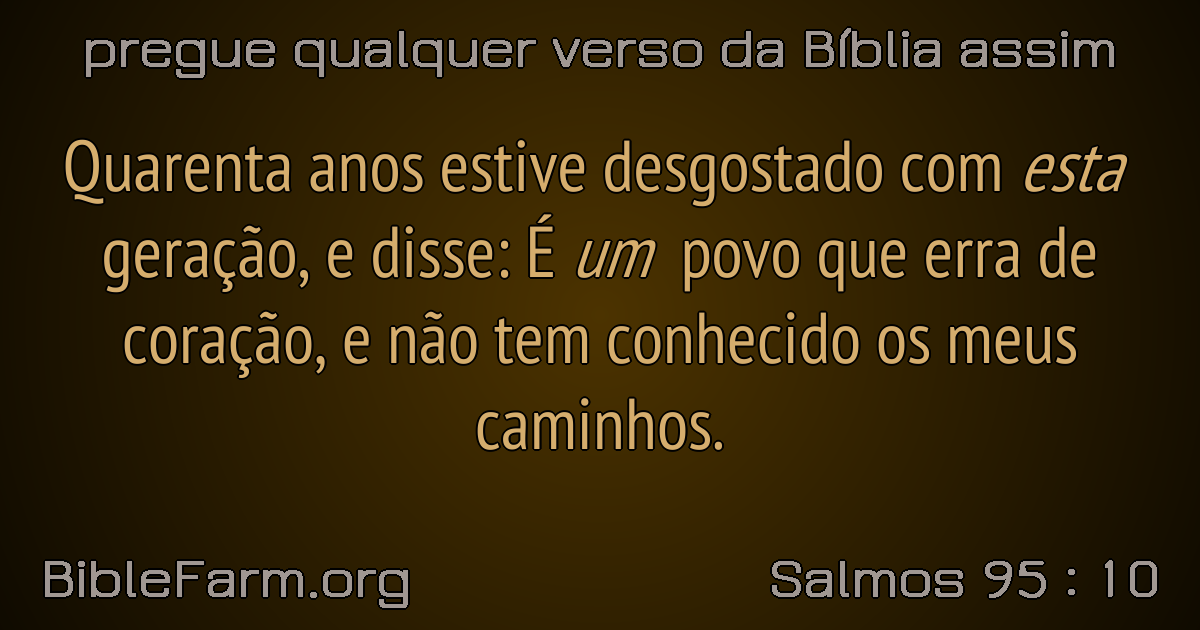 pregue qualquer verso da Bíblia assim
Quarenta anos estive desgostado com esta
geração, e disse: É um povo que erra de
coração, e não tem conhecido os meus
caminhos.
BibleFarm.org
Salmos 95 : 10